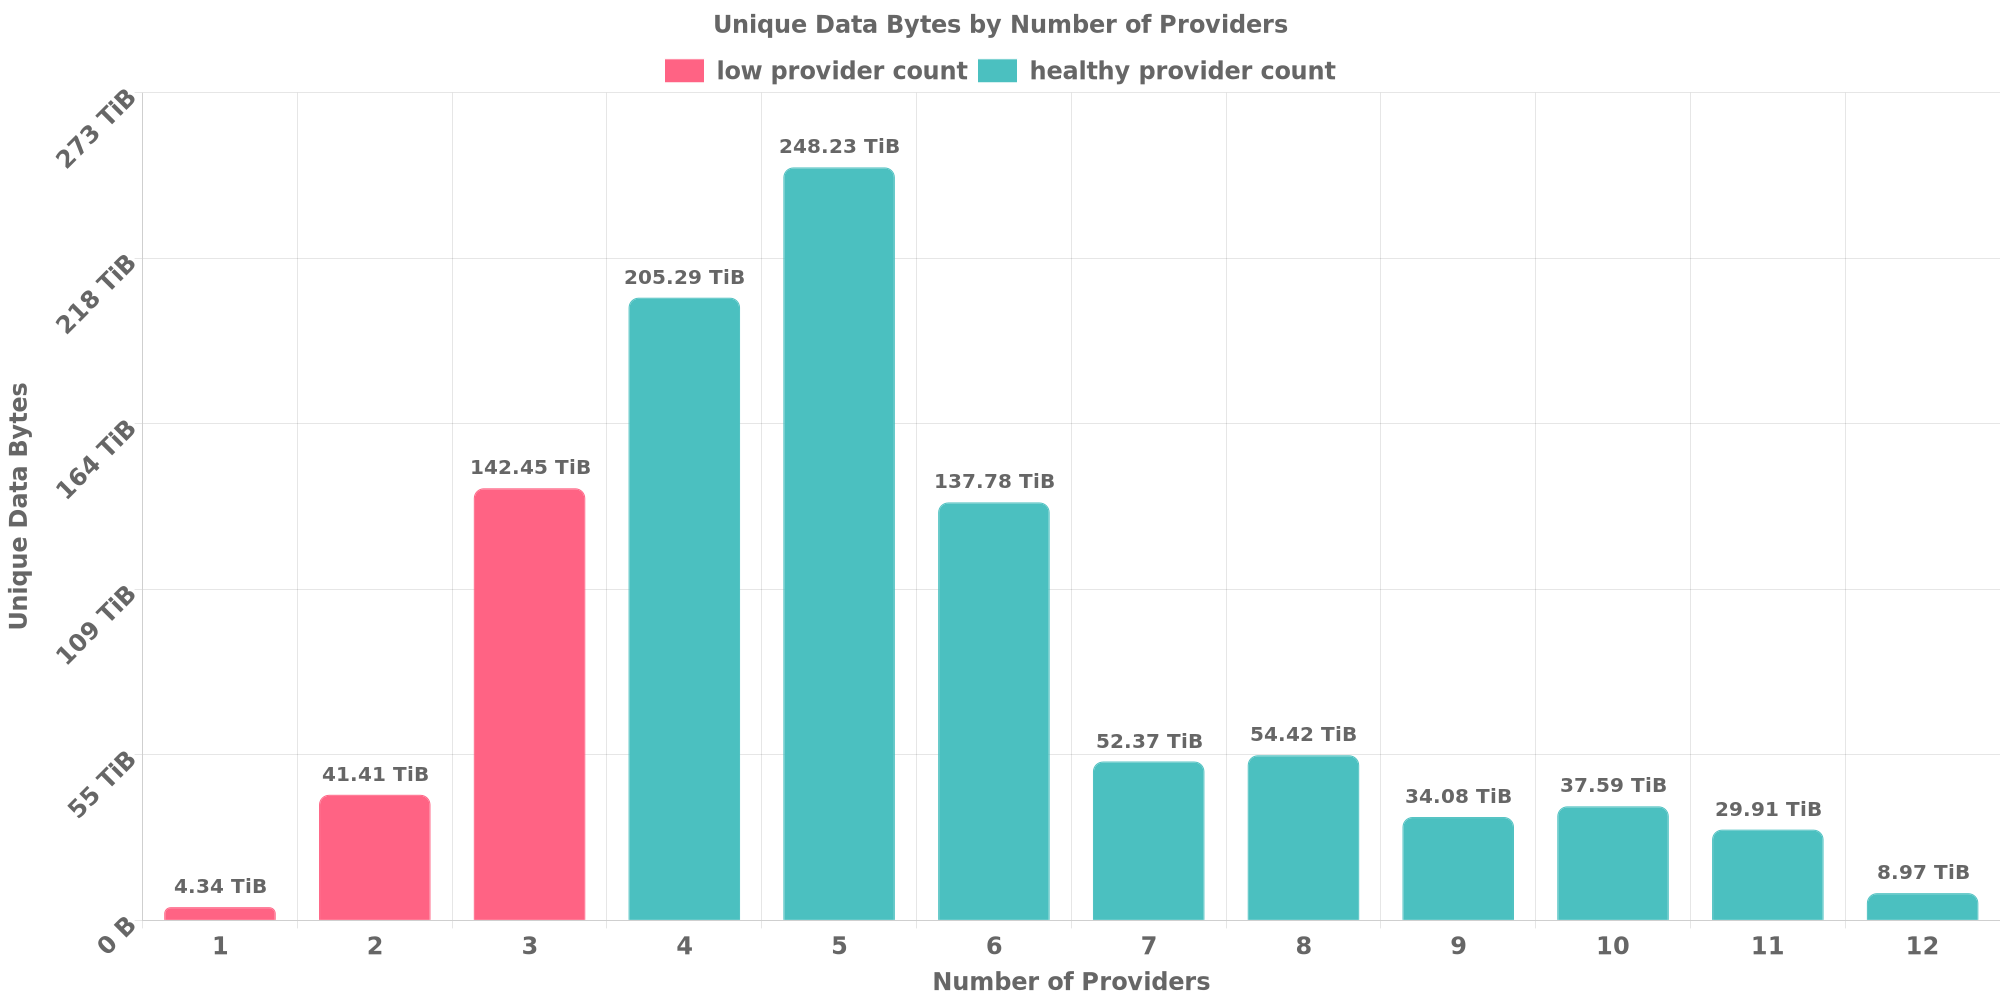 Unique Data Bytes by Number of Providers
low provider count healthy provider count
Unique Data Bytes
273 TiB
218 TiB
164 TiB
109 TiB
55 TiB
0 B
4.34 TiB
41.41 TiB
142.45 TiB
205.29 TiB
248.23 TiB
137.78 TiB
52.37 TiB
54.42 TiB
34.08 TiB
37.59 TiB
29.91 TiB
8.97 TiB
1 2 3 4 5 6 7 8 9 10 11 12
Number of Providers